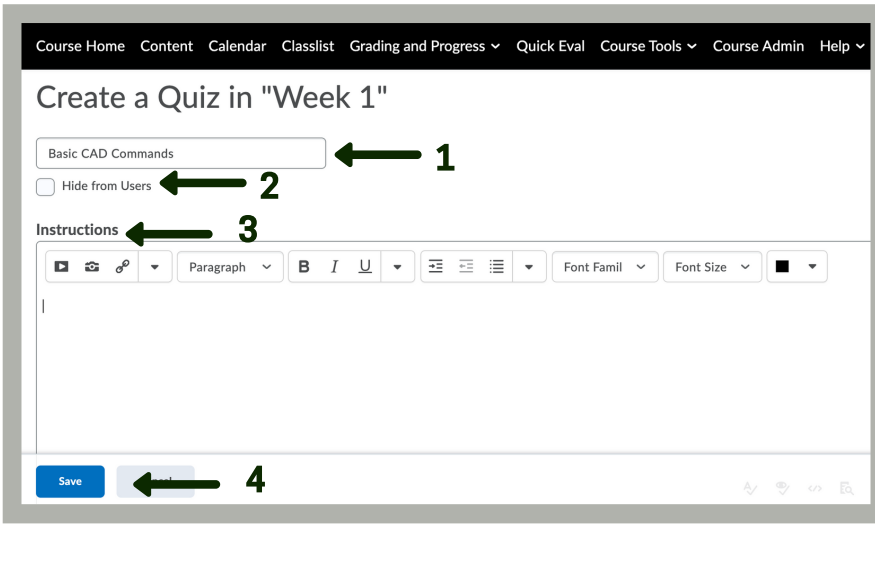 Course Home Content Calendar Classlist Grading and Progress Quick Eval Course Tools Course Admin Help
Create a Quiz in "Week 1"
Basic CAD Commands
1
Hide from Users
2
Instructions
3
Paragraph B I U Font Famil Font Size
Save
4